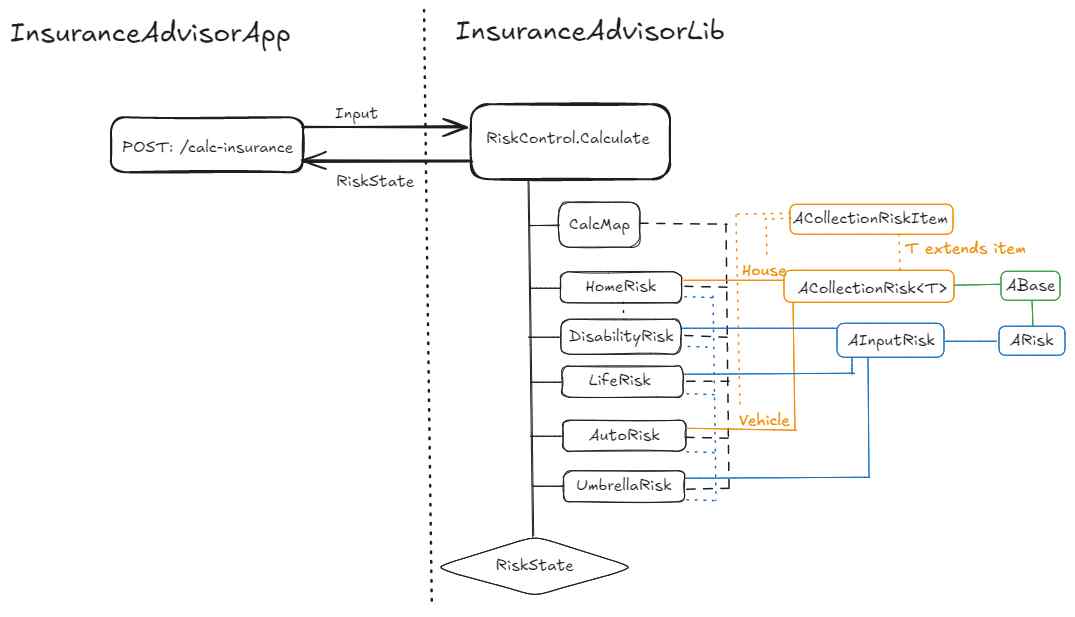 InsuranceAdvisorApp
InsuranceAdvisorLib
Input
POST: /calc-insurance
RiskControl.Calculate
RiskState
CalcMap
ACollectionRiskItem
T extends item
House
HomeRisk
ACollectionRisk<T>
ABase
DisabilityRisk
AInputRisk
ARisk
LifeRisk
Vehicle
AutoRisk
UmbrellaRisk
RiskState